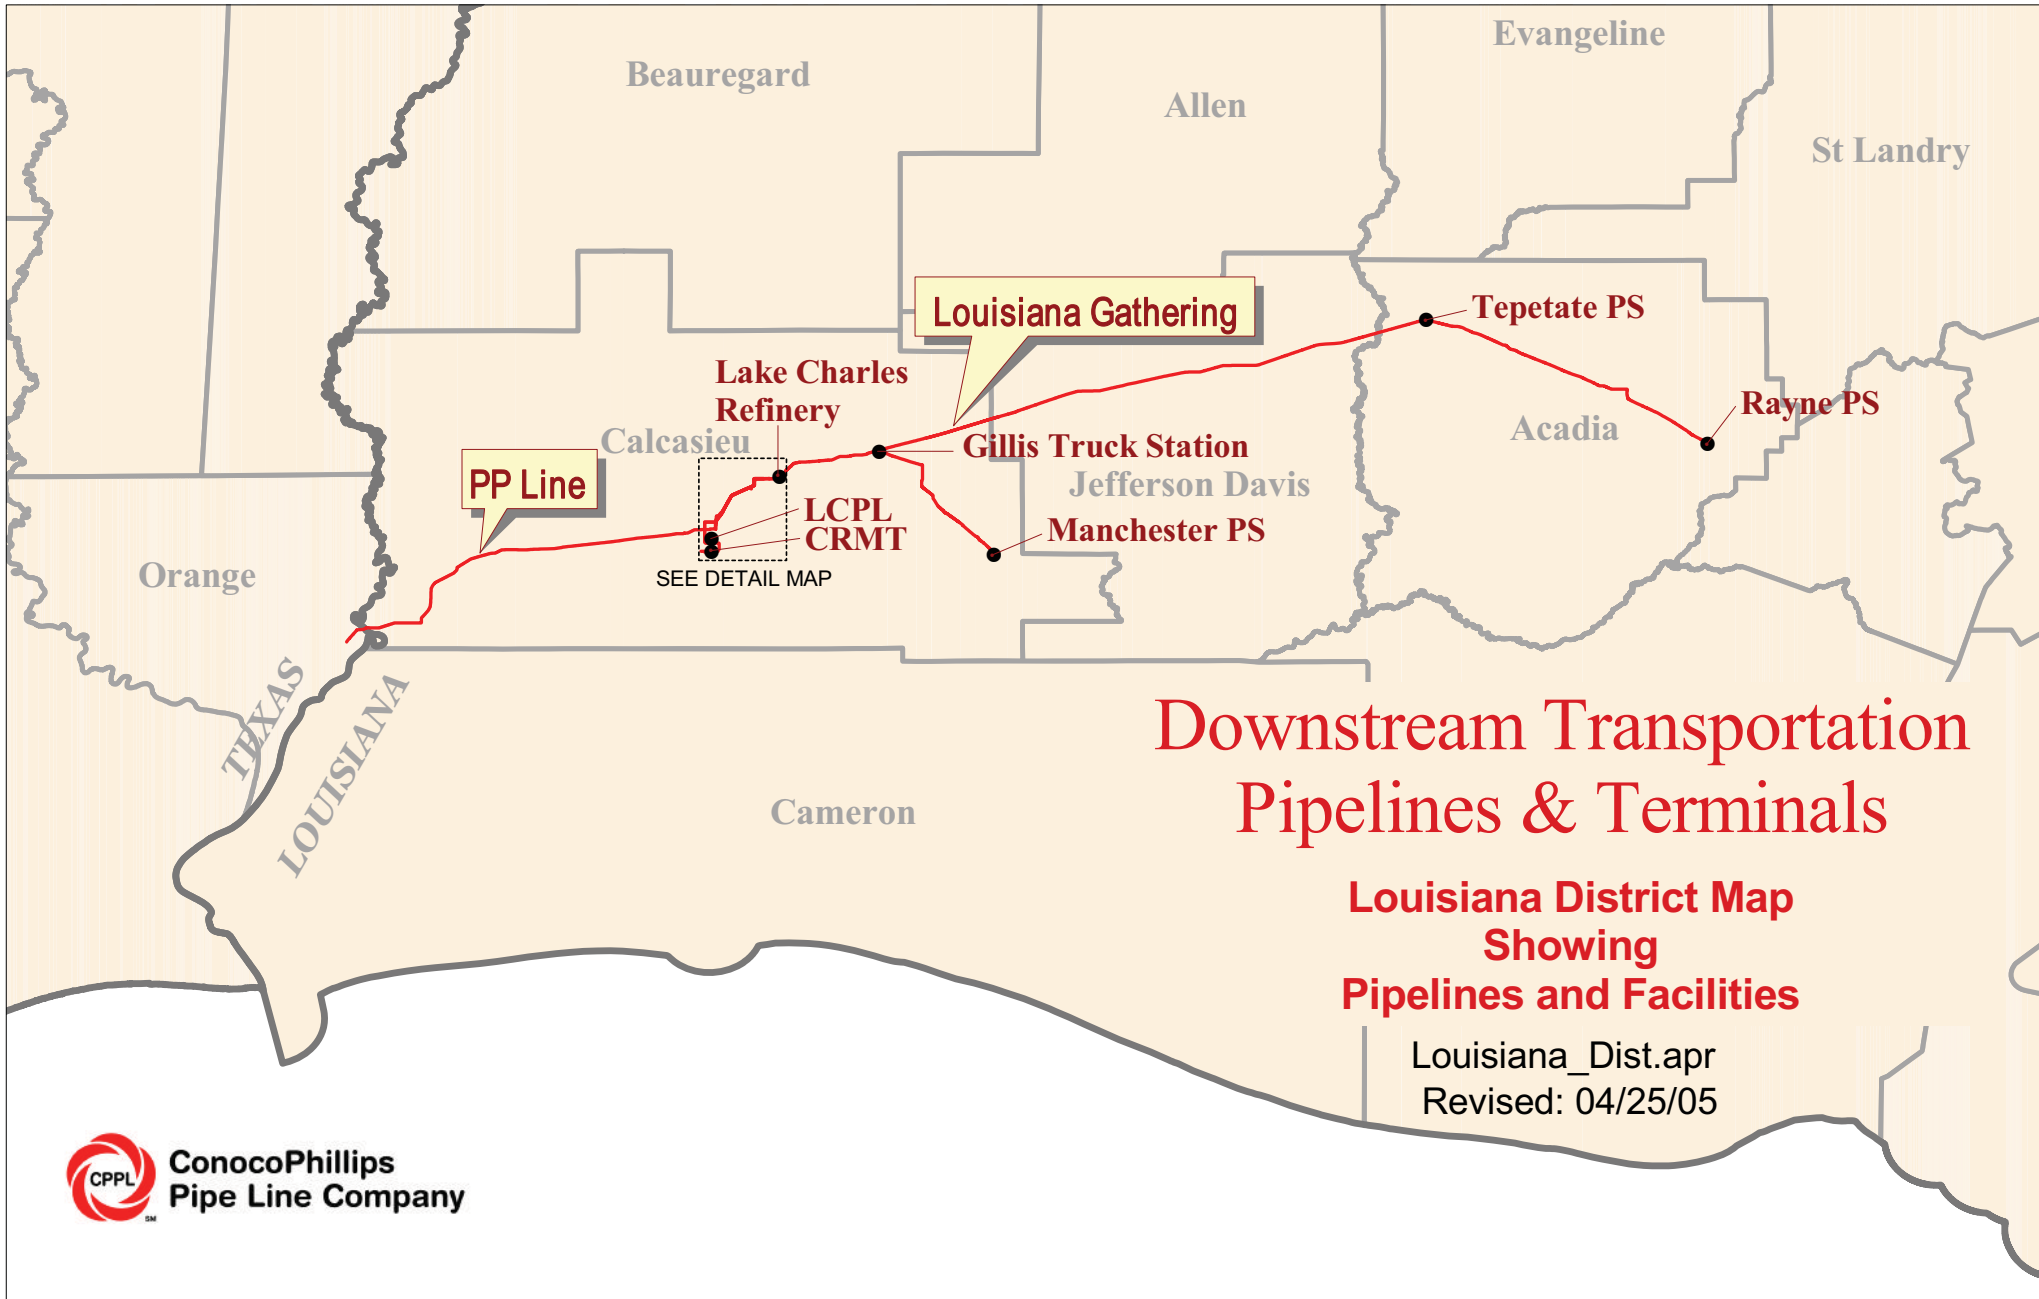 Evangeline
Beauregard
Allen
St Landry
Louisiana Gathering
Tepetate PS
Lake Charles
Refinery
Rayne PS
Calcasieu
Acadia
Gillis Truck Station
PP Line
Jefferson Davis
LCPL
CRMT
Manchester PS
SEE DETAIL MAP
Orange
TEXAS
LOUISIANA
Cameron
Downstream Transportation
Pipelines & Terminals
Louisiana District Map
Showing
Pipelines and Facilities
Louisiana_Dist.apr
Revised: 04/25/05
CPPL
SM
ConocoPhillips
Pipe Line Company